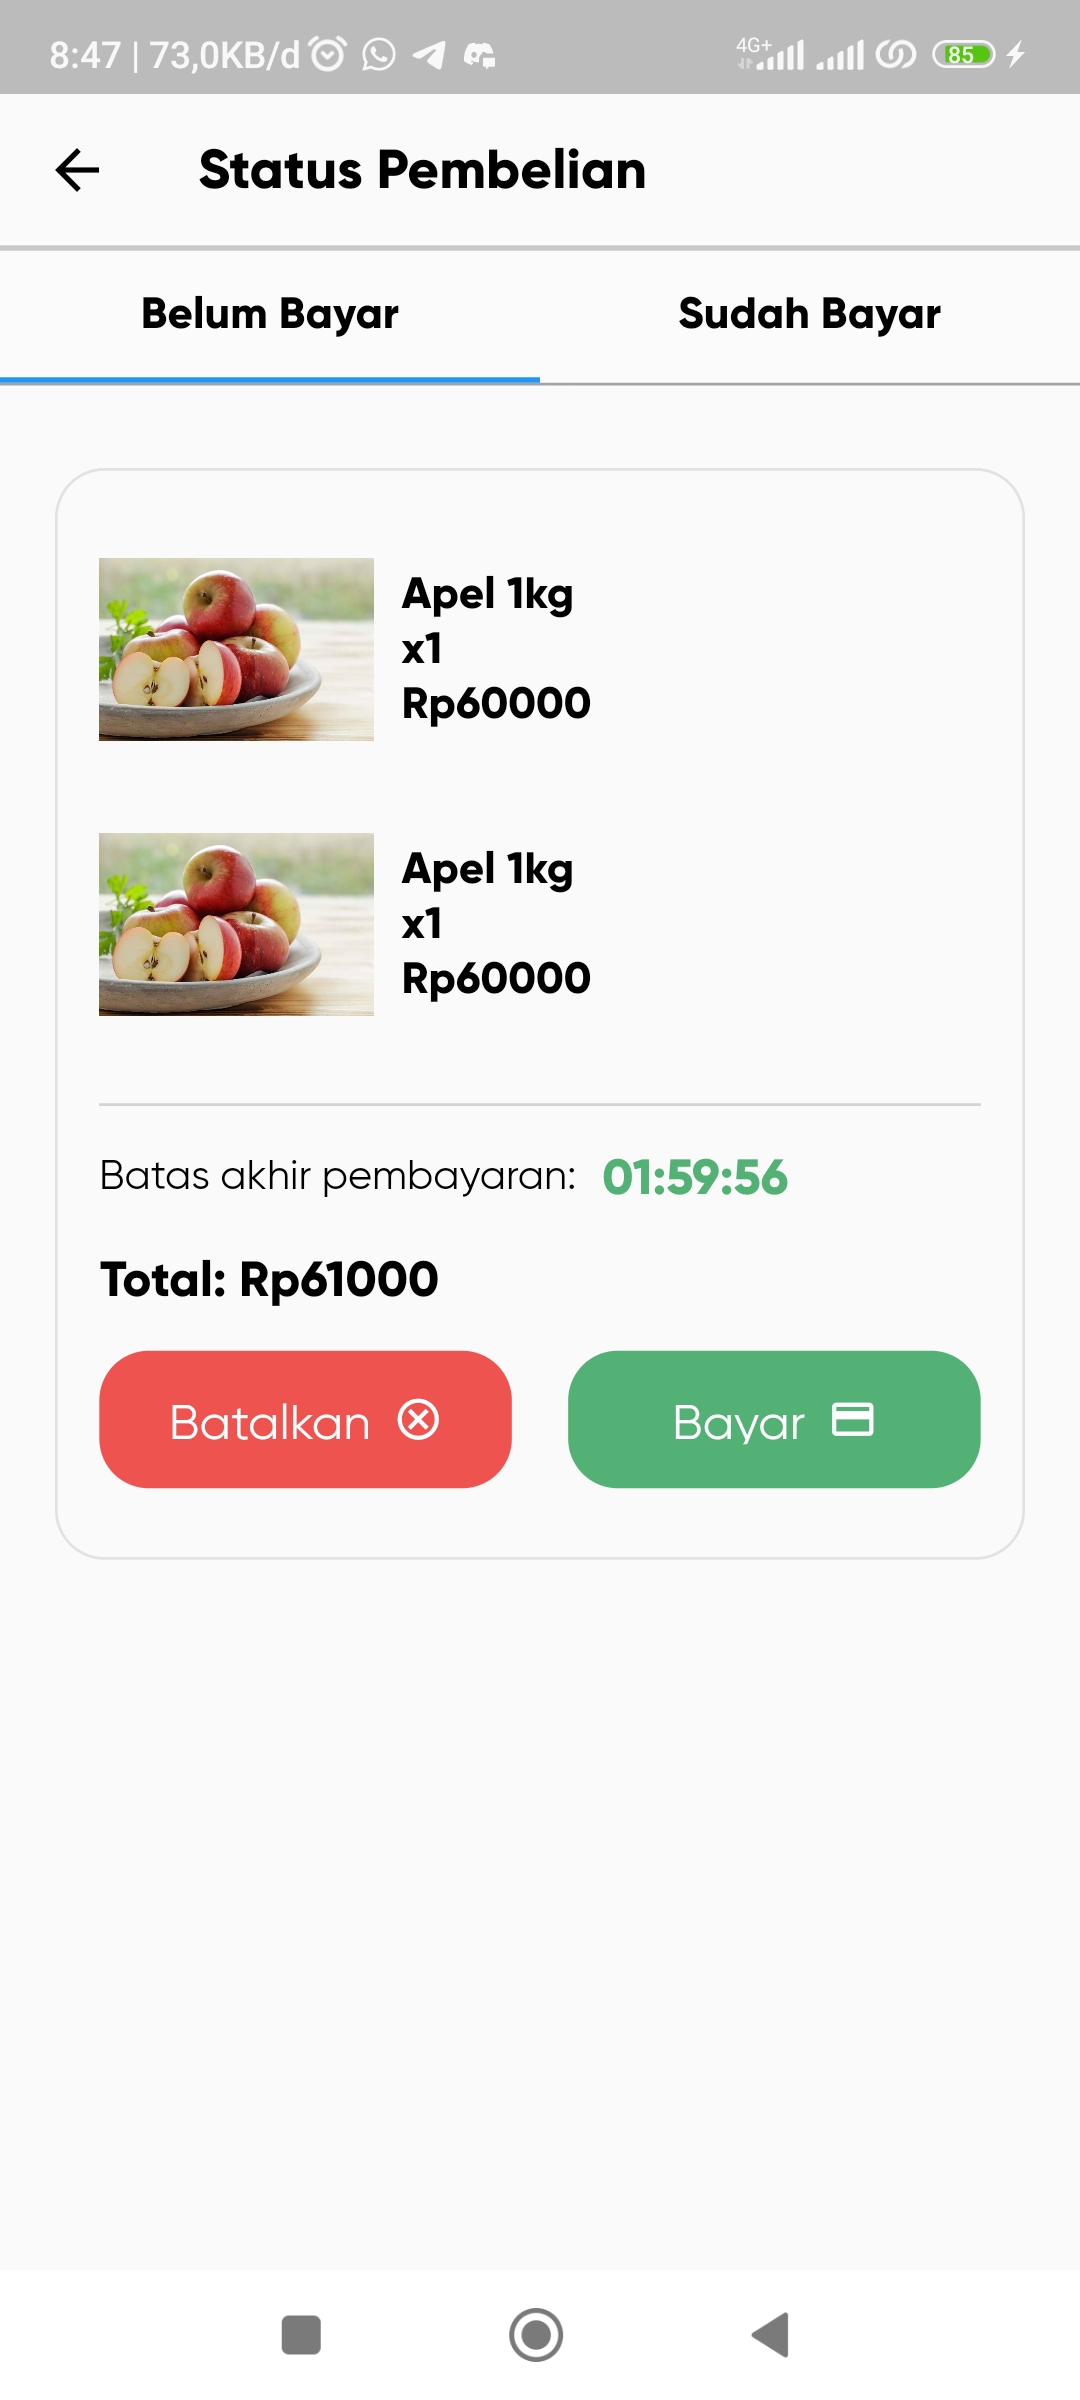 8:47 | 73,0KB/d
4G+
85
Status Pembelian
Belum Bayar
Sudah Bayar
Apel 1kg
x1
Rp60000
Apel 1kg
x1
Rp60000
Batas akhir pembayaran: 01:59:56
Total: Rp61000
Batalkan
Bayar